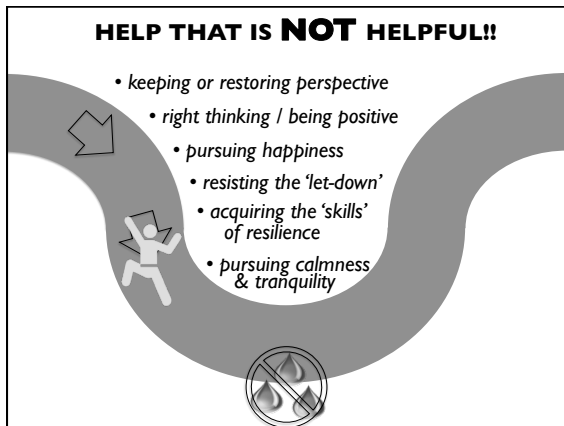 HELP THAT IS NOT HELPFUL!!
• keeping or restoring perspective
• right thinking / being positive
• pursuing happiness
• resisting the ‘let-down’
• acquiring the ‘skills’
of resilience
• pursuing calmness
& tranquility